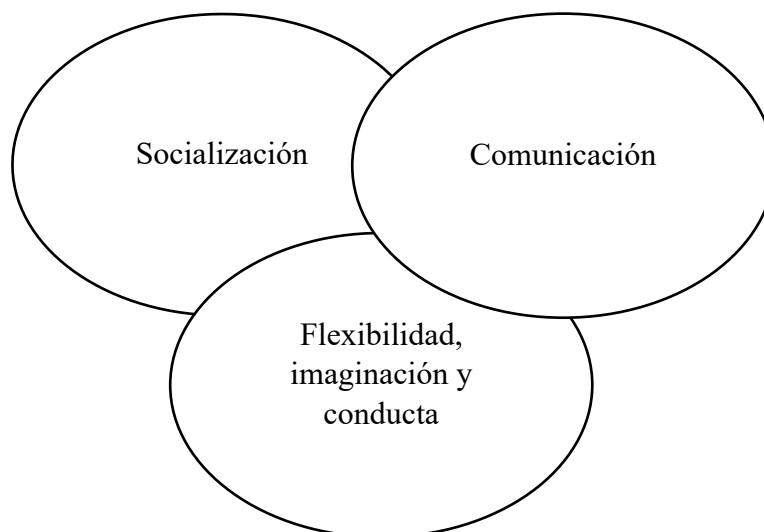 Socialización
Comunicación
Flexibilidad,
imaginación y
conducta